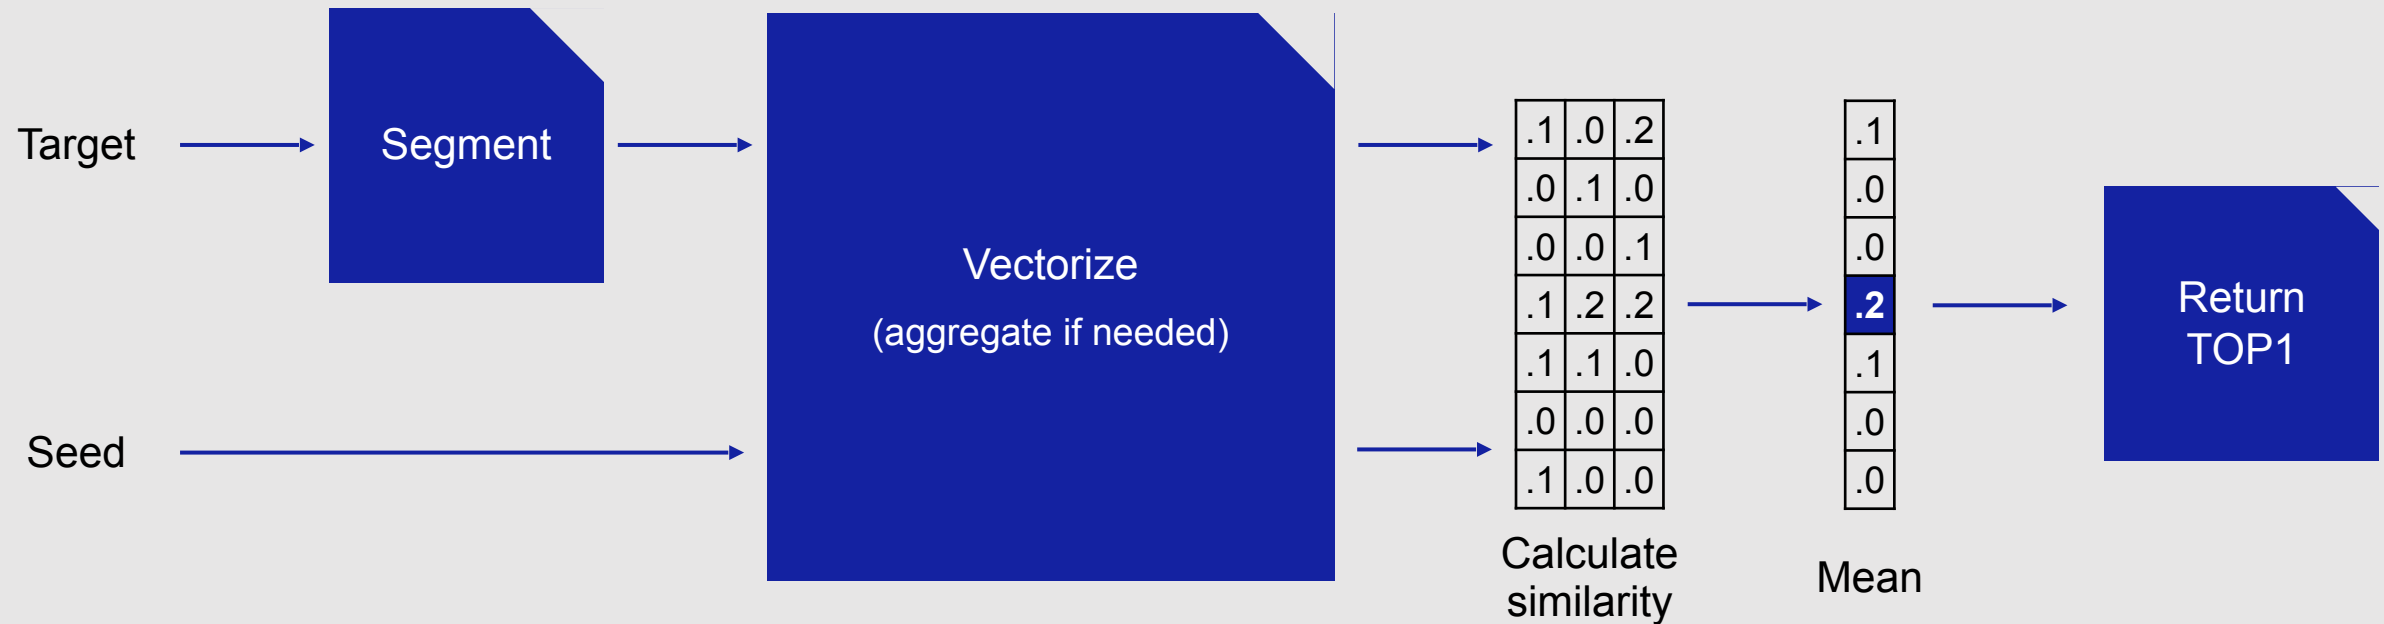 Target
Segment
Seed
Vectorize
(aggregate if needed)
.1 .0 .2
.0 .1 .0
.0 .0 .1
.1 .2 .2
.1 .1 .0
.0 .0 .0
.1 .0 .0
Calculate
similarity
.1
.0
.0
.2
.1
.0
.0
Mean
Return
TOP1